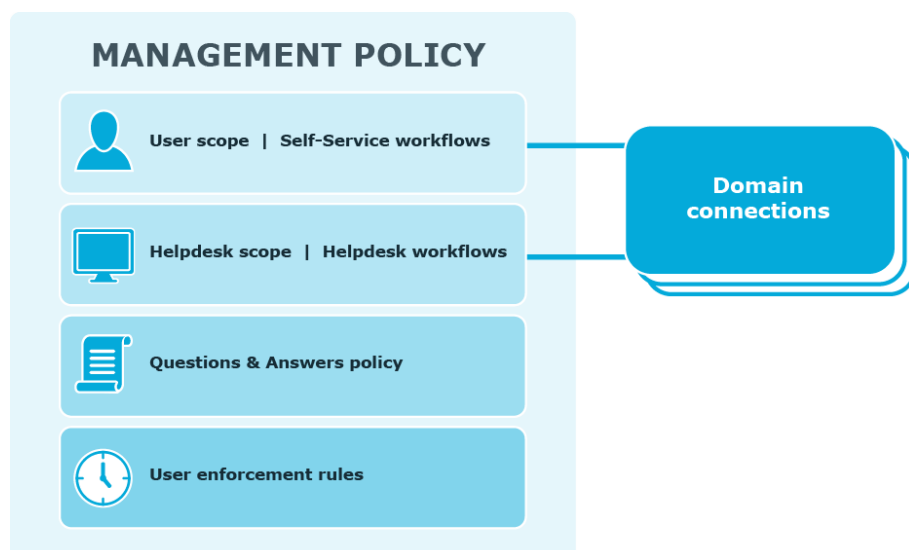 MANAGEMENT POLICY
User scope | Self-Service workflows
Domain
connections
Helpdesk scope | Helpdesk workflows
Questions & Answers policy
User enforcement rules